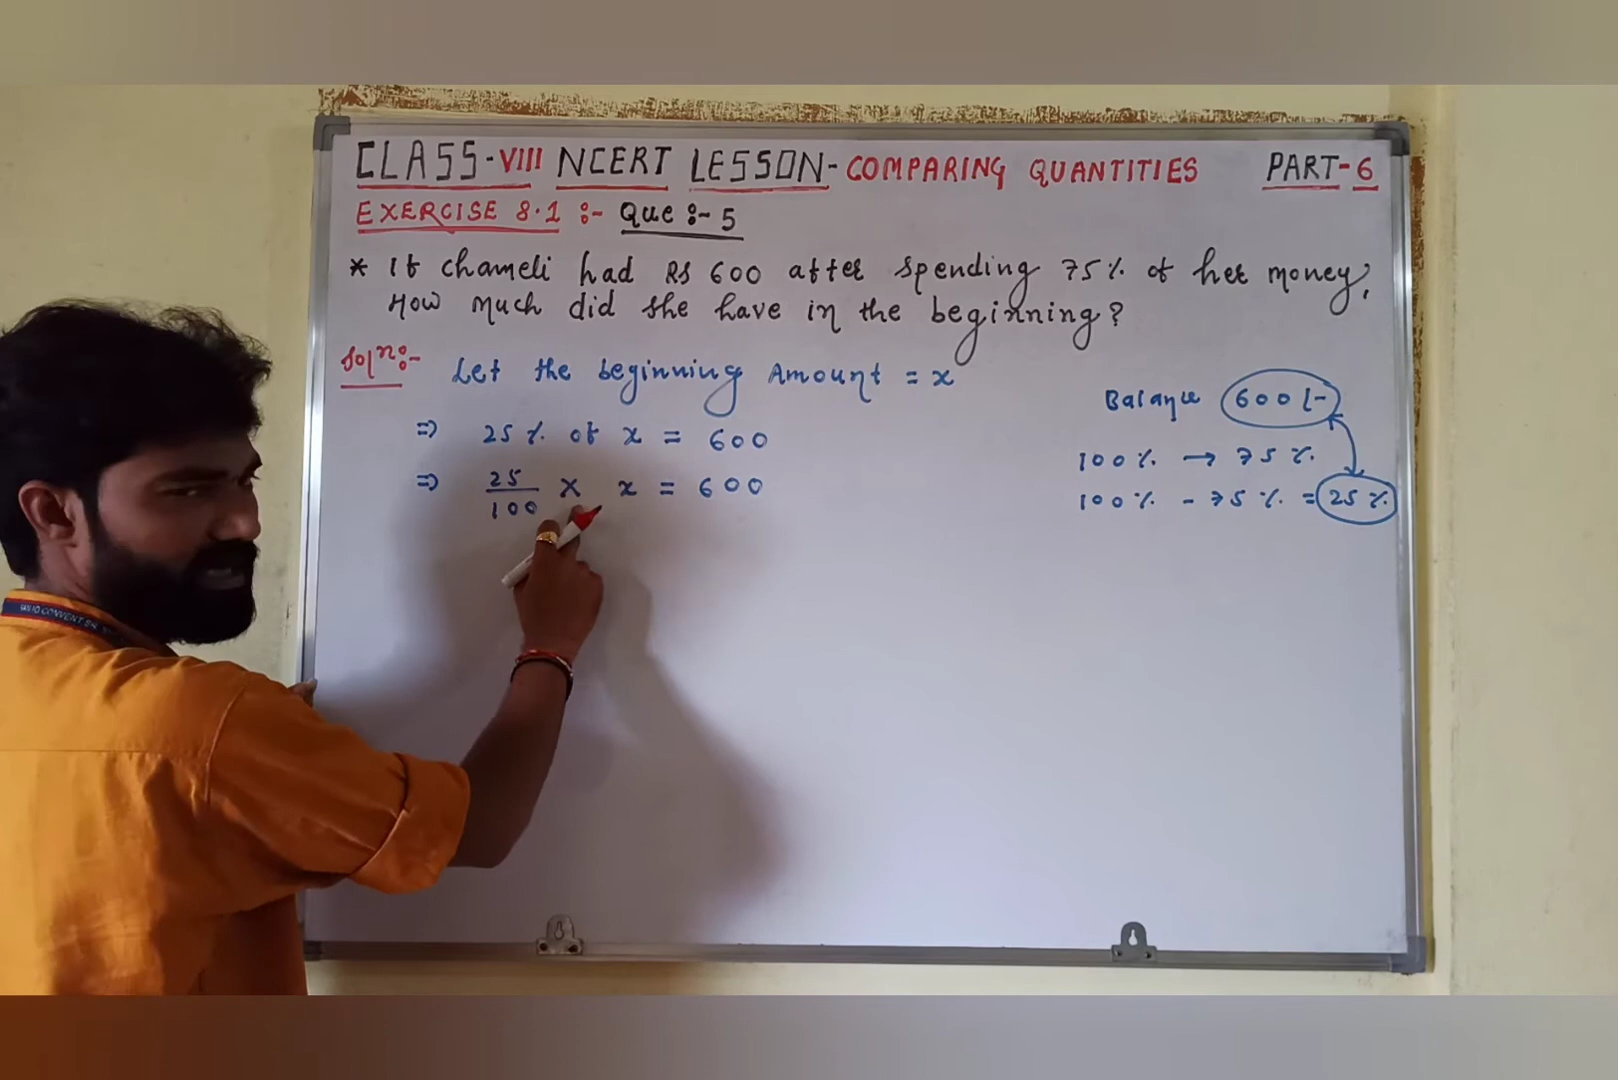 CLASS-VIII NCERT LESSON- COMPARING QUANTITIES PART-6
EXERCISE 8.1 :- Que :- 5
* If chameli had Rs 600 after spending 75% of her money,
How much did she have in the beginning?
Soln:- Let the beginning Amount = x
⇒ 25% of x = 600
⇒ 25/100 × x = 600
Balance 600/-
100% → 75%
100% - 75% = 25%